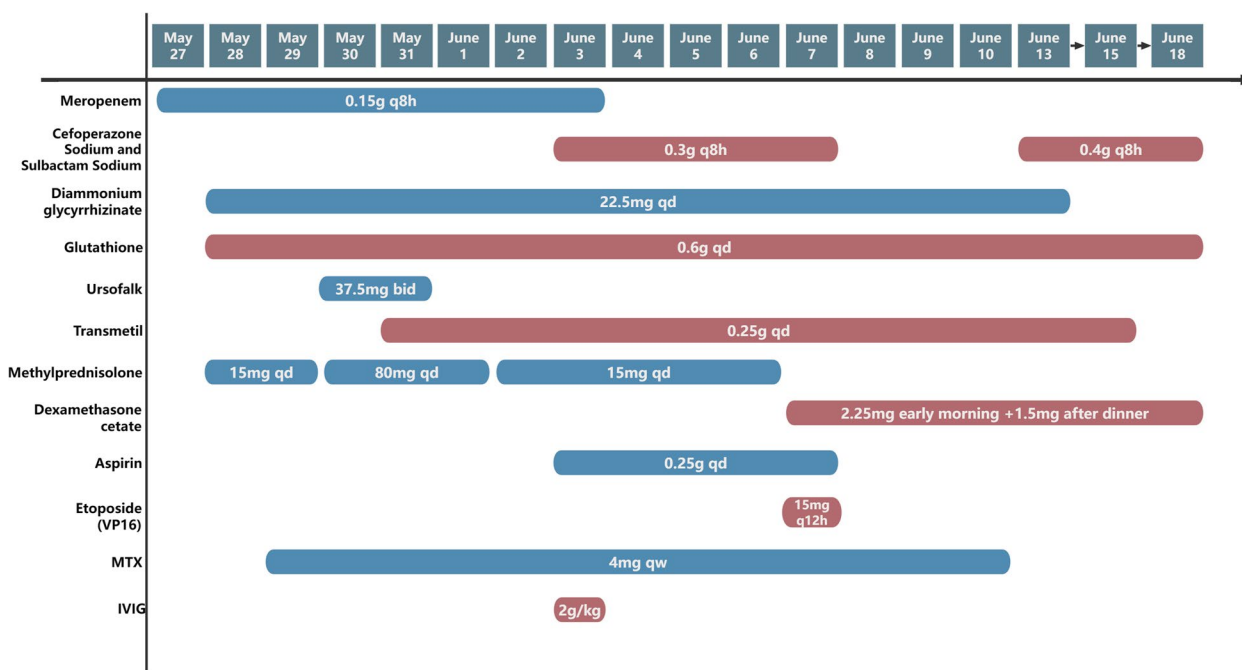 May 27
May 28
May 29
May 30
May 31
June 1
June 2
June 3
June 4
June 5
June 6
June 7
June 8
June 9
June 10
June 13
June 15
June 18
Meropenem
0.15g q8h
Cefoperazone
Sodium and
Sulbactam Sodium
0.3g q8h
0.4g q8h
Diammonium
glycyrrhizinate
22.5mg qd
Glutathione
0.6g qd
Ursofalk
37.5mg bid
Transmetil
0.25g qd
Methylprednisolone
15mg qd
80mg qd
15mg qd
Dexamethasone
cetate
2.25mg early morning +1.5mg after dinner
Aspirin
0.25g qd
Etoposide
(VP16)
15mg
q12h
MTX
4mg qw
IVIG
2g/kg